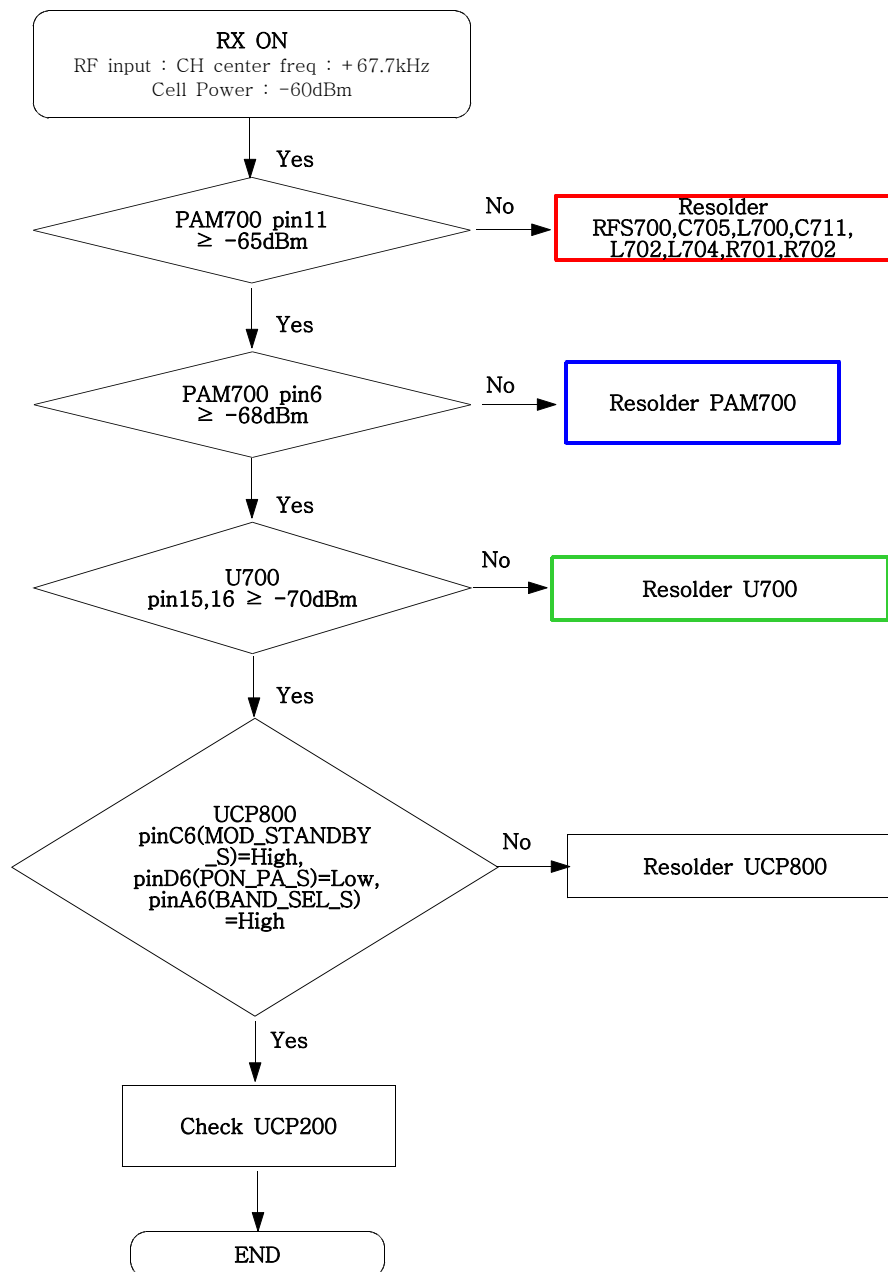 RX ON
RF input : CH center freq : +67.7kHz
Cell Power : -60dBm
Yes
PAM700 pin11
≥ -65dBm
No
Resolder
RFS700,C705,L700,C711,
L702,L704,R701,R702
Yes
PAM700 pin6
≥ -68dBm
No
Resolder PAM700
Yes
U700
pin15,16 ≥ -70dBm
No
Resolder U700
Yes
UCP800
pinC6(MOD_STANDBY
_S)=High,
pinD6(PON_PA_S)=Low,
pinA6(BAND_SEL_S)
=High
No
Resolder UCP800
Yes
Check UCP200
END